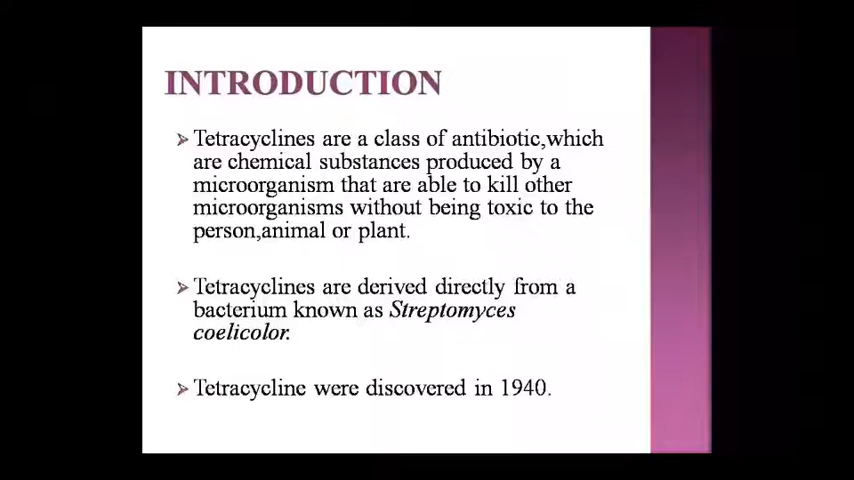 INTRODUCTION
Tetracyclines are a class of antibiotic,which
are chemical substances produced by a
microorganism that are able to kill other
microorganisms without being toxic to the
person,animal or plant.
Tetracyclines are derived directly from a
bacterium known as Streptomyces
coelicolor.
Tetracycline were discovered in 1940.